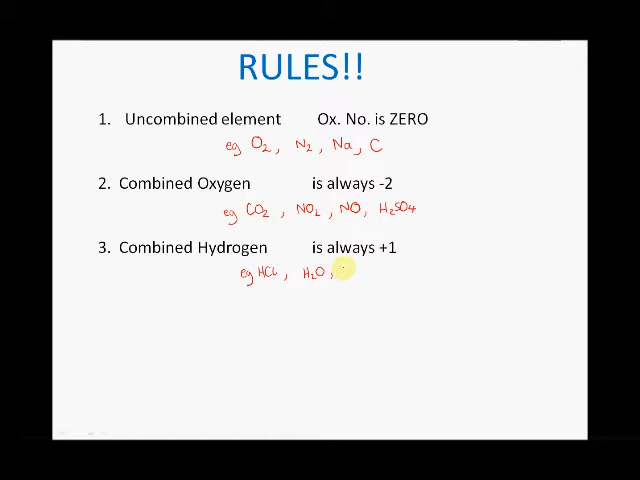 RULES!!
1. Uncombined element Ox. No. is ZERO
eg O₂, N₂, Na, C
2. Combined Oxygen is always -2
eg CO₂, NO₂, NO, H₂SO₄
3. Combined Hydrogen is always +1
eg HCl, H₂O,